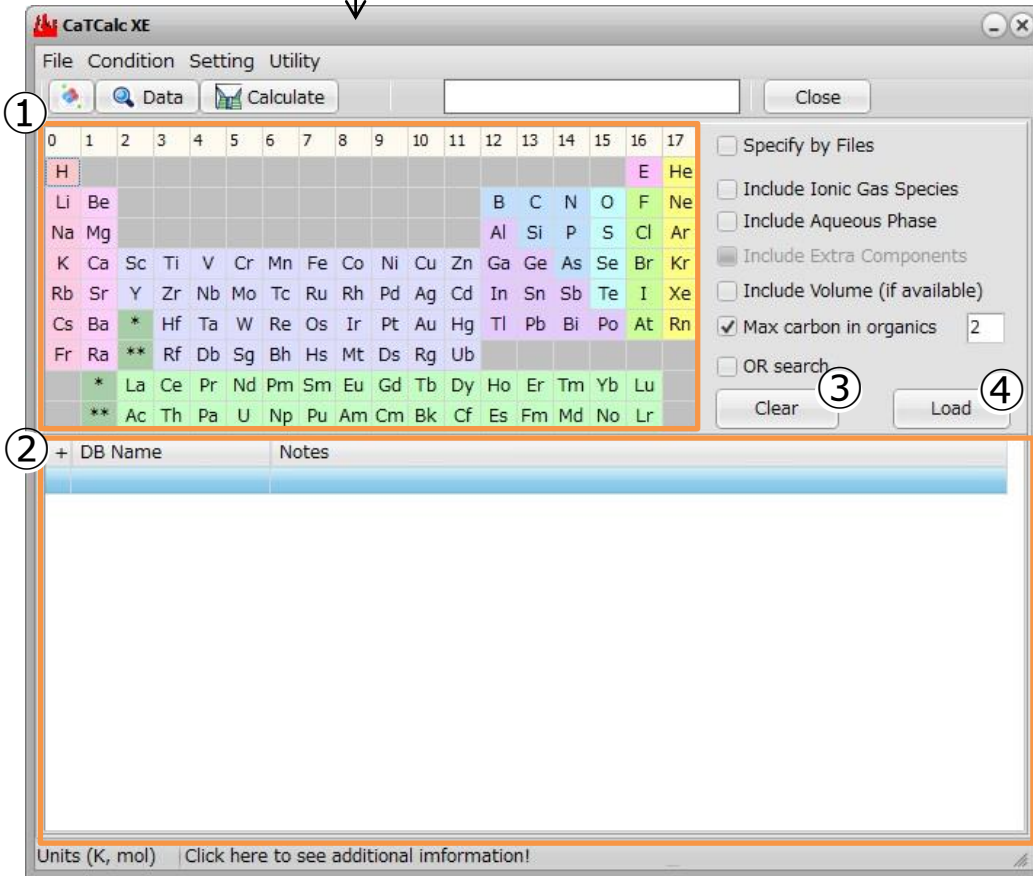 CaTCalc XE
File Condition Setting Utility
Data Calculate Close
①
0 1 2 3 4 5 6 7 8 9 10 11 12 13 14 15 16 17
H E He
Li Be B C N O F Ne
Na Mg Al Si P S Cl Ar
K Ca Sc Ti V Cr Mn Fe Co Ni Cu Zn Ga Ge As Se Br Kr
Rb Sr Y Zr Nb Mo Tc Ru Rh Pd Ag Cd In Sn Sb Te I Xe
Cs Ba * Hf Ta W Re Os Ir Pt Au Hg Tl Pb Bi Po At Rn
Fr Ra ** Rf Db Sg Bh Hs Mt Ds Rg Ub
* La Ce Pr Nd Pm Sm Eu Gd Tb Dy Ho Er Tm Yb Lu
** Ac Th Pa U Np Pu Am Cm Bk Cf Es Fm Md No Lr
Specify by Files
Include Ionic Gas Species
Include Aqueous Phase
Include Extra Components
Include Volume (if available)
Max carbon in organics 2
OR search
③ ④
Clear Load
②
+ DB Name Notes
Units (K, mol) Click here to see additional imformation!